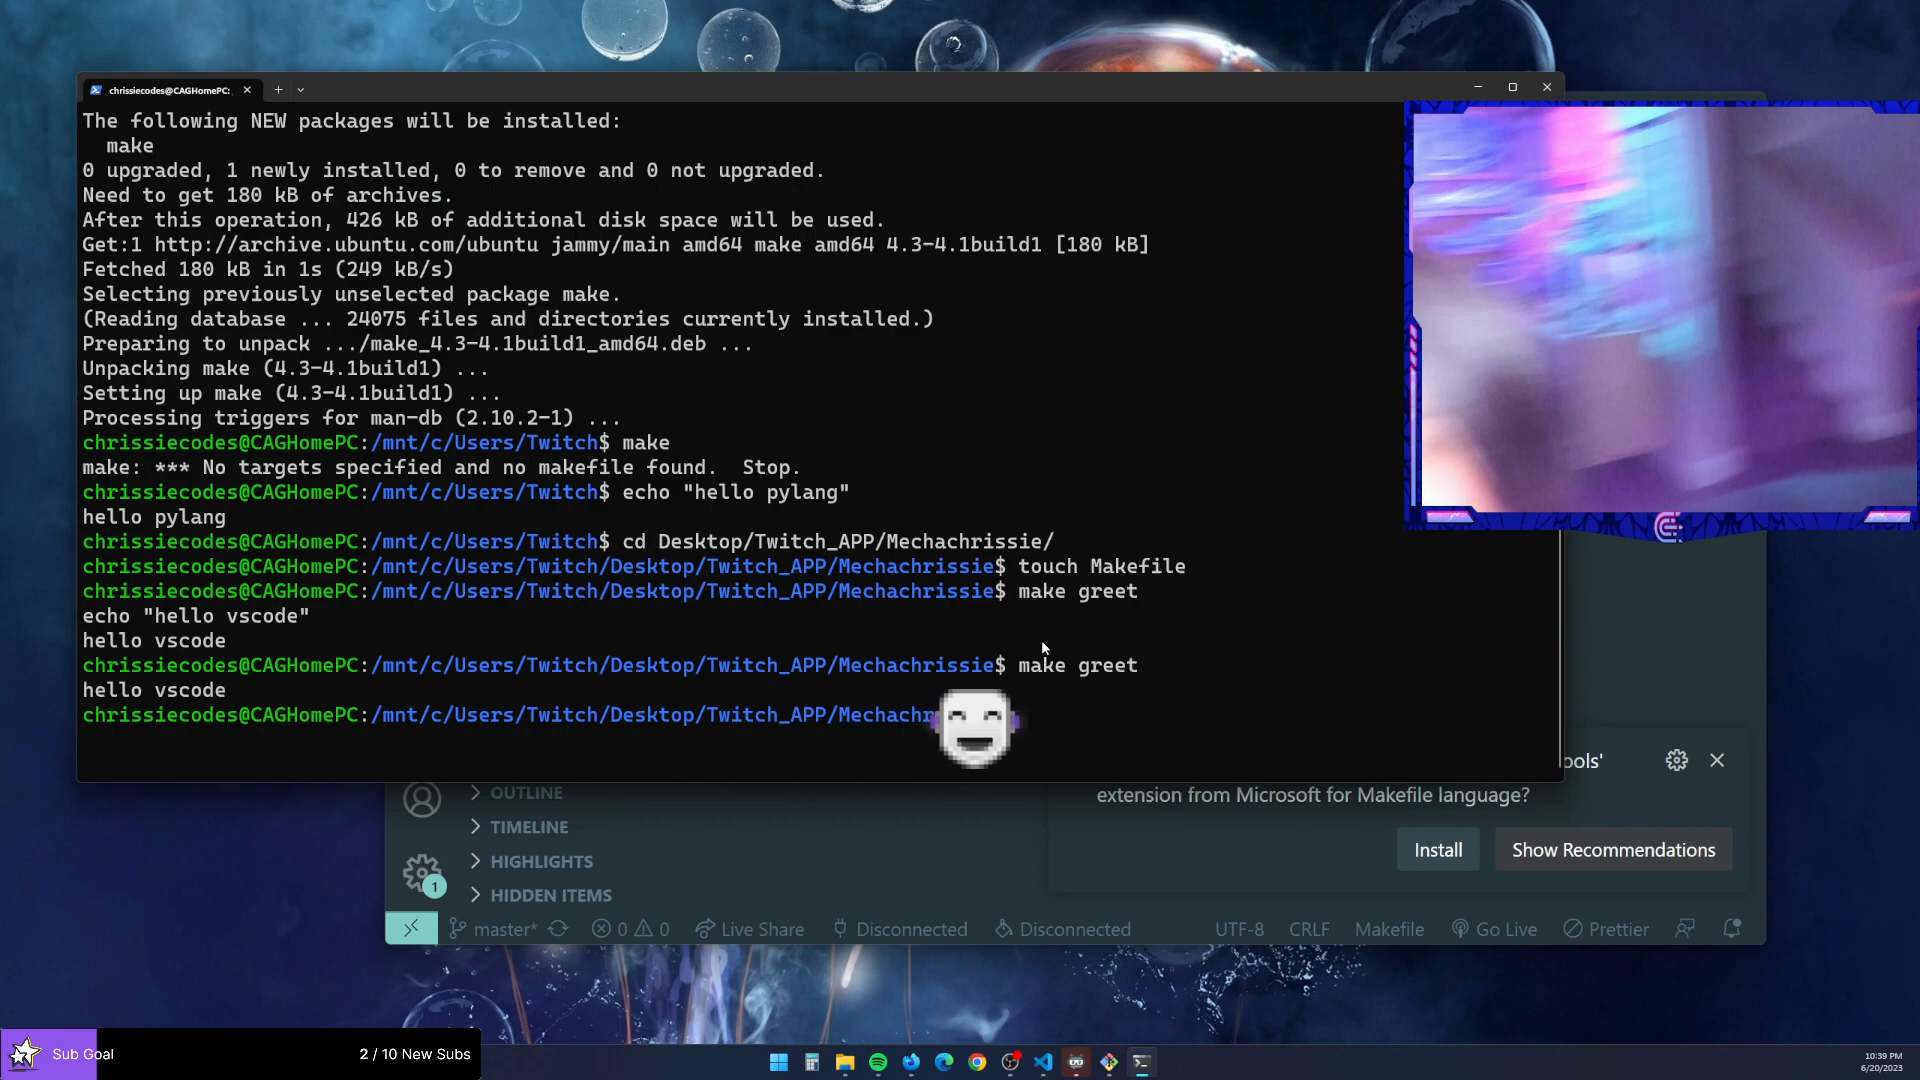 chrissiecodes@CAGHomePC:
The following NEW packages will be installed:
make
0 upgraded, 1 newly installed, 0 to remove and 0 not upgraded.
Need to get 180 kB of archives.
After this operation, 426 kB of additional disk space will be used.
Get:1 http://archive.ubuntu.com/ubuntu jammy/main amd64 make amd64 4.3-4.1build1 [180 kB]
Fetched 180 kB in 1s (249 kB/s)
Selecting previously unselected package make.
(Reading database ... 24075 files and directories currently installed.)
Preparing to unpack .../make_4.3-4.1build1_amd64.deb ...
Unpacking make (4.3-4.1build1) ...
Setting up make (4.3-4.1build1) ...
Processing triggers for man-db (2.10.2-1) ...
chrissiecodes@CAGHomePC:/mnt/c/Users/Twitch$ make
make: *** No targets specified and no makefile found.  Stop.
chrissiecodes@CAGHomePC:/mnt/c/Users/Twitch$ echo "hello pylang"
hello pylang
chrissiecodes@CAGHomePC:/mnt/c/Users/Twitch$ cd Desktop/Twitch_APP/Mechachrissie/
chrissiecodes@CAGHomePC:/mnt/c/Users/Twitch/Desktop/Twitch_APP/Mechachrissie$ touch Makefile
chrissiecodes@CAGHomePC:/mnt/c/Users/Twitch/Desktop/Twitch_APP/Mechachrissie$ make greet
echo "hello vscode"
hello vscode
chrissiecodes@CAGHomePC:/mnt/c/Users/Twitch/Desktop/Twitch_APP/Mechachrissie$ make greet
hello vscode
chrissiecodes@CAGHomePC:/mnt/c/Users/Twitch/Desktop/Twitch_APP/Mechachr
ools'
extension from Microsoft for Makefile language?
Install
Show Recommendations
OUTLINE
TIMELINE
HIGHLIGHTS
HIDDEN ITEMS
1
master* 0 0 Live Share Disconnected Disconnected UTF-8 CRLF Makefile Go Live Prettier
Sub Goal 2 / 10 New Subs
10:39 PM
6/20/2023